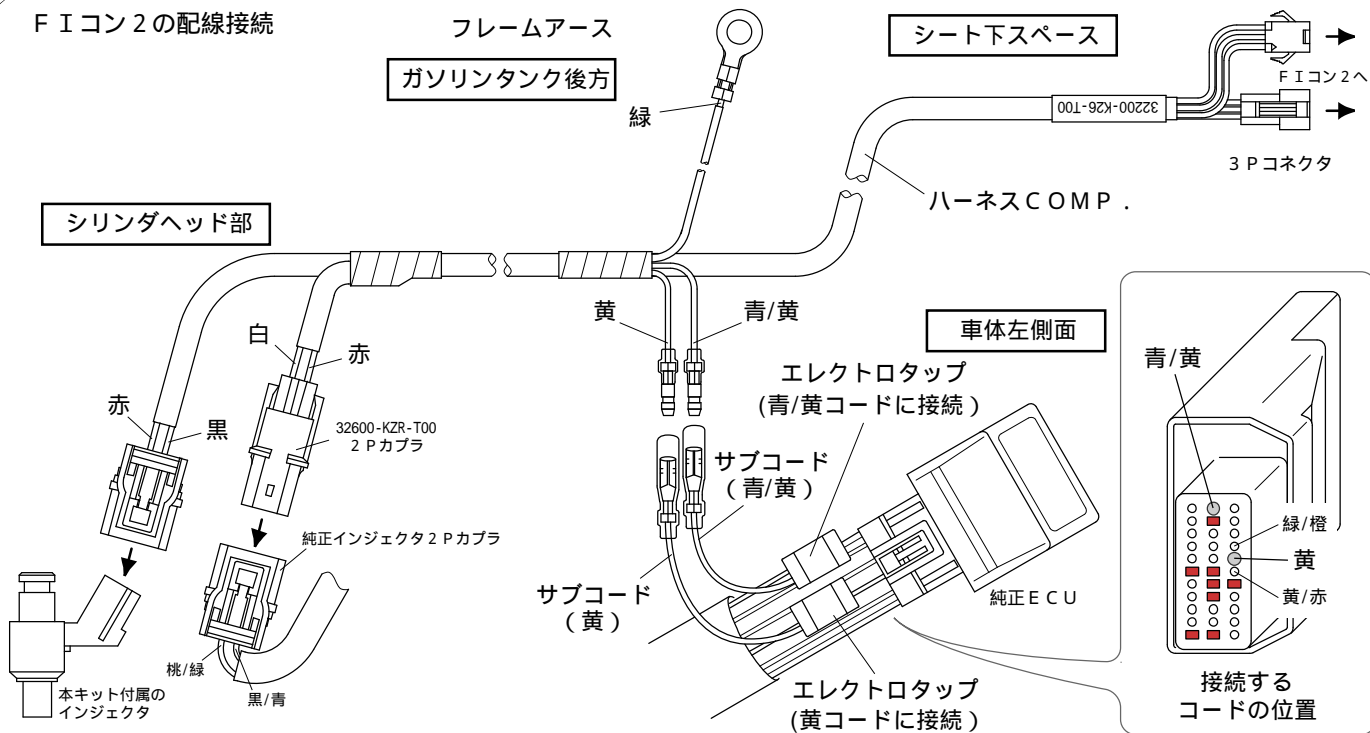 ＦＩコン２の配線接続
フレームアース
ガソリンタンク後方
シート下スペース
緑
32200-K26-T00
ＦＩコン２へ
３Ｐコネクタ
ハーネスＣＯＭＰ．
シリンダヘッド部
白
赤
赤
黒
32600-KZR-T00
２Ｐカプラ
純正インジェクタ２Ｐカプラ
桃/緑
黒/青
本キット付属の
インジェクタ
黄
青/黄
車体左側面
エレクトロタップ
(青/黄コードに接続）
サブコード
（青/黄）
サブコード
（黄）
純正ＥＣＵ
エレクトロタップ
(黄コードに接続）
青/黄
緑/橙
黄
黄/赤
接続する
コードの位置